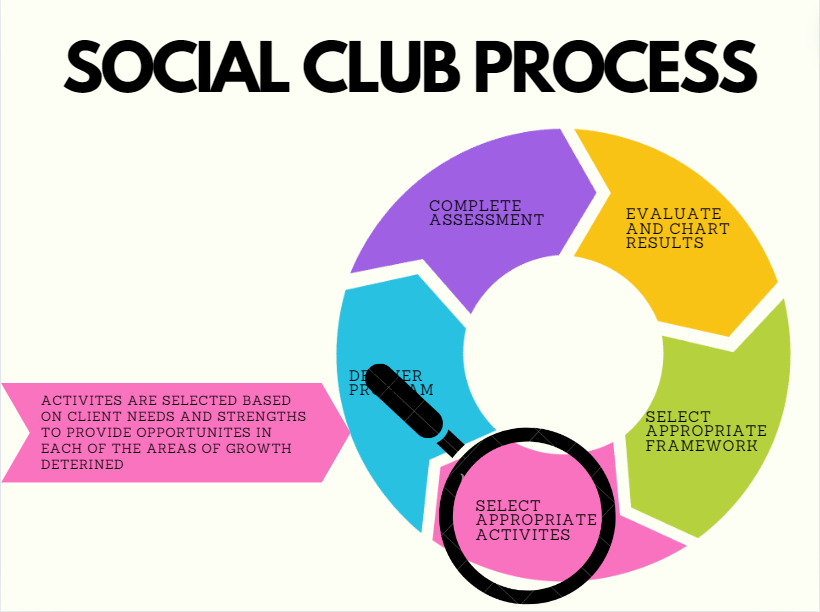 SOCIAL CLUB PROCESS
COMPLETE
ASSESSMENT
EVALUATE
AND CHART
RESULTS
SELECT
APPROPRIATE
FRAMEWORK
SELECT
APPROPRIATE
ACTIVITES
ACTIVITES ARE SELECTED BASED
ON CLIENT NEEDS AND STRENGTHS
TO PROVIDE OPPORTUNITES IN
EACH OF THE AREAS OF GROWTH
DETERINED